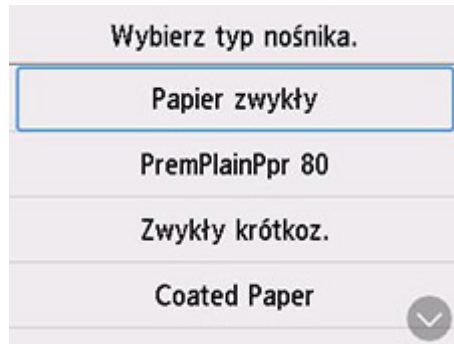 Wybierz typ nośnika.
Papier zwykły
PremPlainPpr 80
Zwykły krótkoz.
Coated Paper